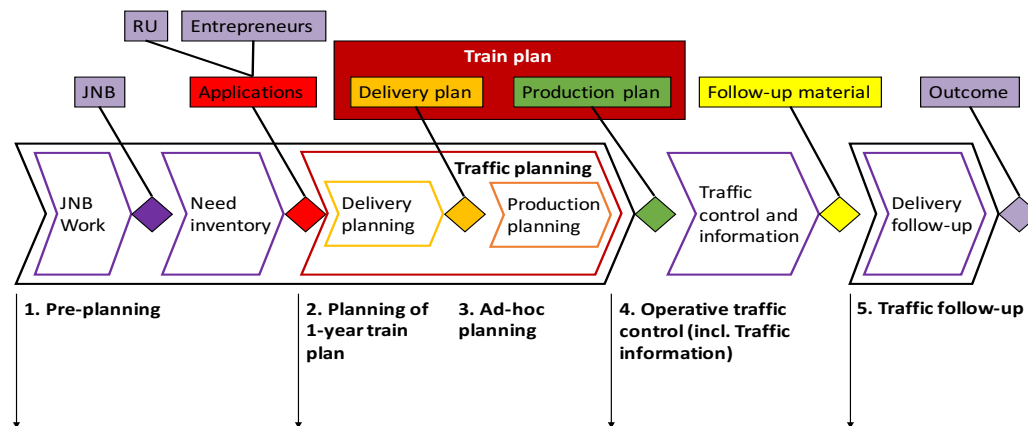 RU
Entrepreneurs
Train plan
JNB
Applications
Delivery plan
Production plan
Follow-up material
Outcome
Traffic planning
JNB
Work
Need
inventory
Delivery
planning
Production
planning
Traffic
control and
information
Delivery
follow-up
1. Pre-planning
2. Planning of
1-year train
plan
3. Ad-hoc
planning
4. Operative traffic
control (incl. Traffic
information)
5. Traffic follow-up